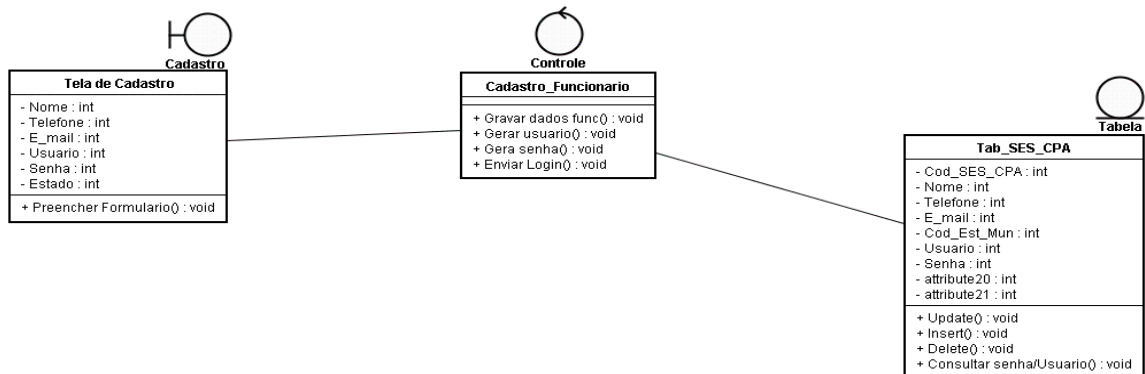 Cadastro
Tela de Cadastro
- Nome : int
- Telefone : int
- E_mail : int
- Usuario : int
- Senha : int
- Estado : int
+ Preencher Formulario() : void
Controle
Cadastro_Funcionario
+ Gravar dados func() : void
+ Gerar usuario() : void
+ Gera senha() : void
+ Enviar Login() : void
Tabela
Tab_SES_CPA
- Cod_SES_CPA : int
- Nome : int
- Telefone : int
- E_mail : int
- Cod_Est_Mun : int
- Usuario : int
- Senha : int
- attribute20 : int
- attribute21 : int
+ Update() : void
+ Insert() : void
+ Delete() : void
+ Consultar senha/Usuario() : void